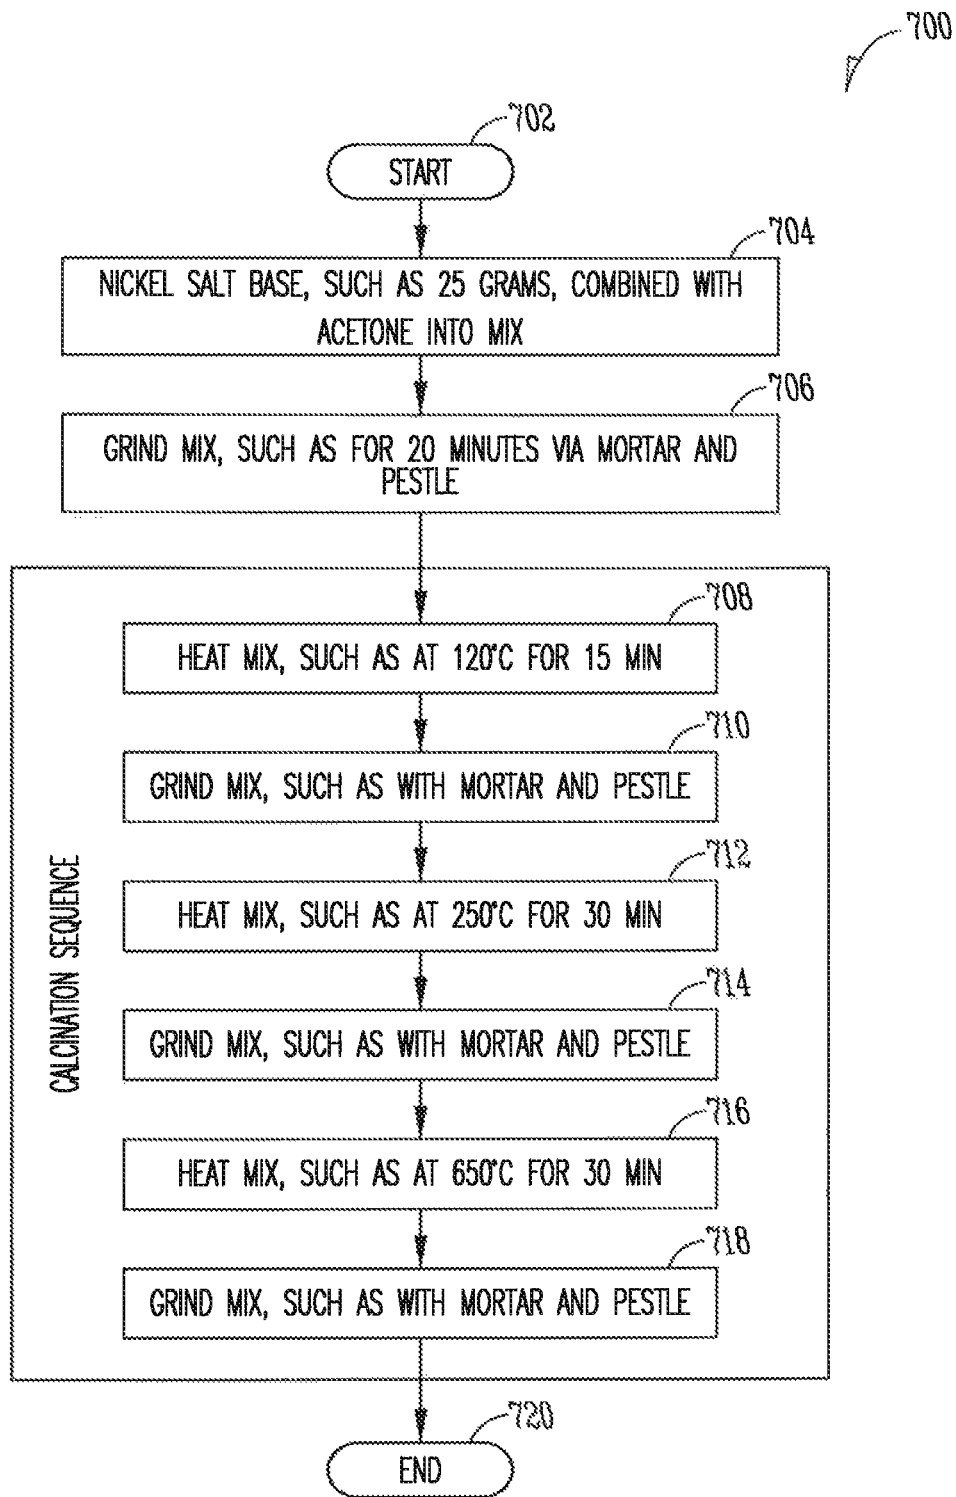 700
702
START
704
NICKEL SALT BASE, SUCH AS 25 GRAMS, COMBINED WITH
ACETONE INTO MIX
706
GRIND MIX, SUCH AS FOR 20 MINUTES VIA MORTAR AND
PESTLE
708
HEAT MIX, SUCH AS AT 120°C FOR 15 MIN
710
GRIND MIX, SUCH AS WITH MORTAR AND PESTLE
712
HEAT MIX, SUCH AS AT 250°C FOR 30 MIN
714
GRIND MIX, SUCH AS WITH MORTAR AND PESTLE
716
HEAT MIX, SUCH AS AT 650°C FOR 30 MIN
718
GRIND MIX, SUCH AS WITH MORTAR AND PESTLE
CALCINATION SEQUENCE
720
END